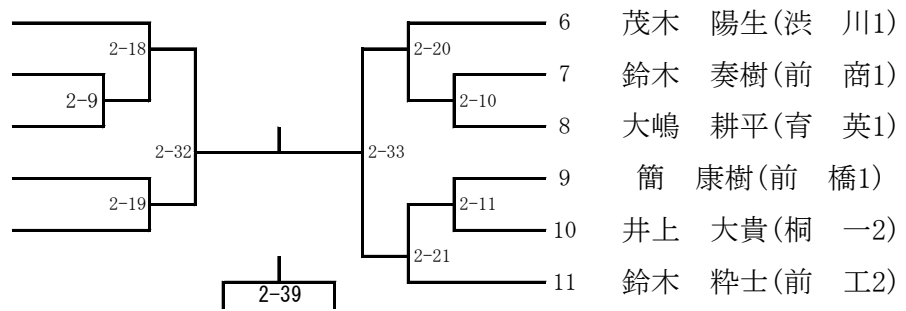 2-18
2-9
2-32
2-19
2-39
2-20
2-10
2-33
2-11
2-21
6 茂木 陽生(渋 川1)
7 鈴木 奏樹(前 商1)
8 大嶋 耕平(育 英1)
9 簡 康樹(前 橋1)
10 井上 大貴(桐 一2)
11 鈴木 粋士(前 工2)